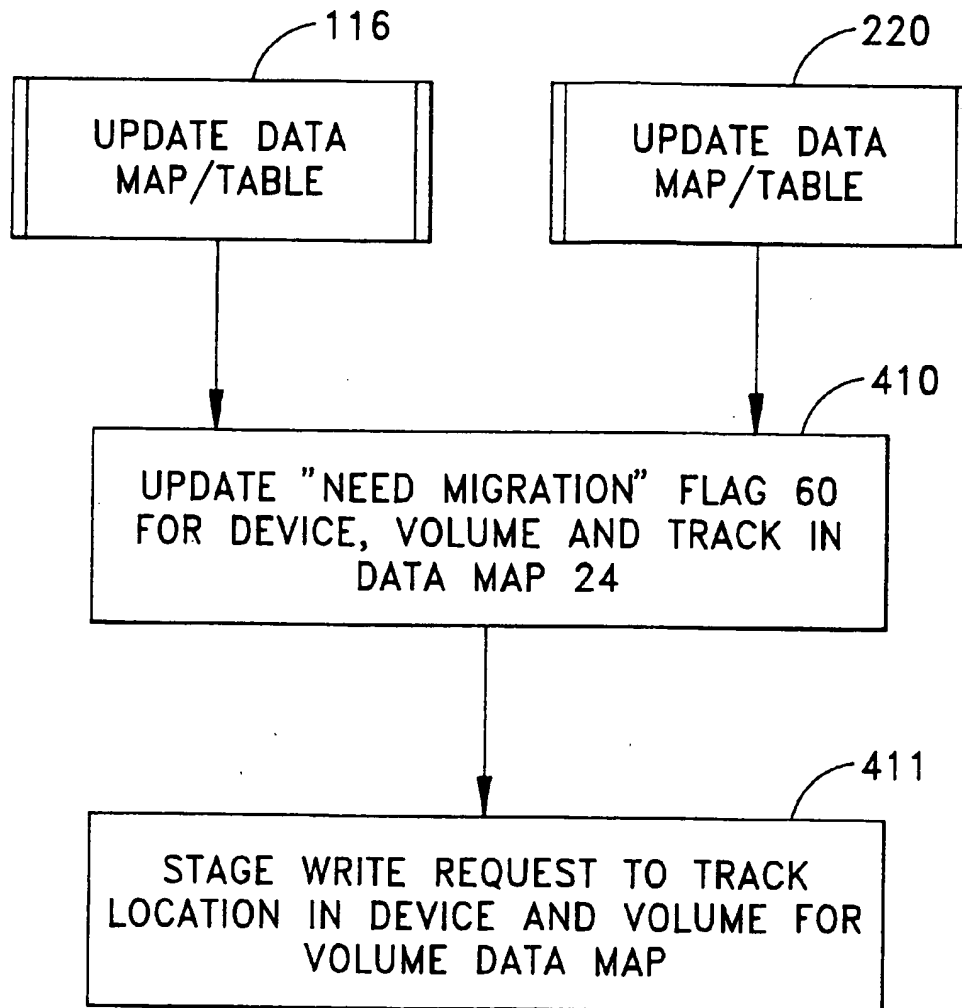 116
220
UPDATE DATA
MAP/TABLE
UPDATE DATA
MAP/TABLE
410
UPDATE "NEED MIGRATION" FLAG 60
FOR DEVICE, VOLUME AND TRACK IN
DATA MAP 24
411
STAGE WRITE REQUEST TO TRACK
LOCATION IN DEVICE AND VOLUME FOR
VOLUME DATA MAP